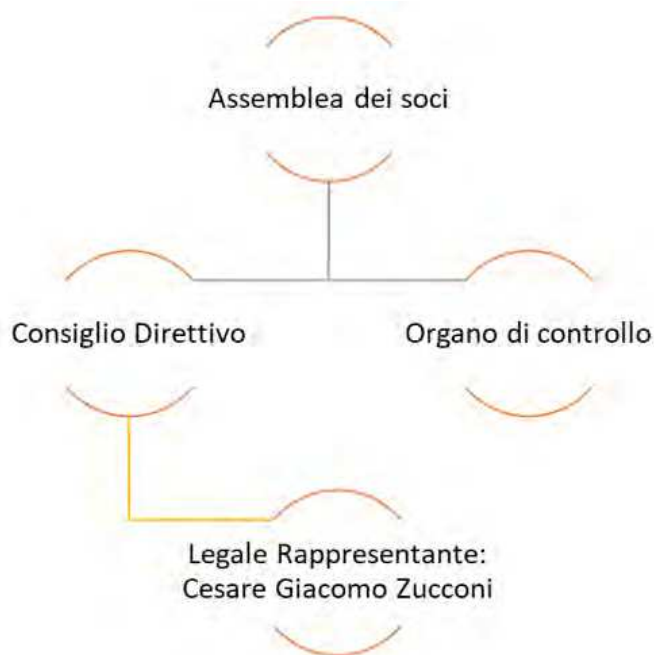 Assemblea dei soci
Consiglio Direttivo
Organo di controllo
Legale Rappresentante:
Cesare Giacomo Zucconi